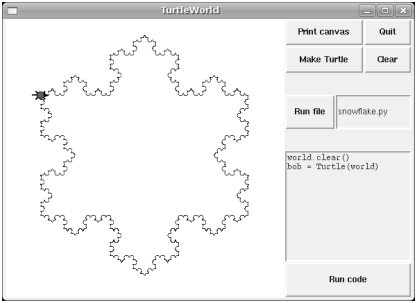 TurtleWorld
Print canvas
Quit
Make Turtle
Clear
Run file
snowflake.py
world.clear()
bob = Turtle(world)
Run code